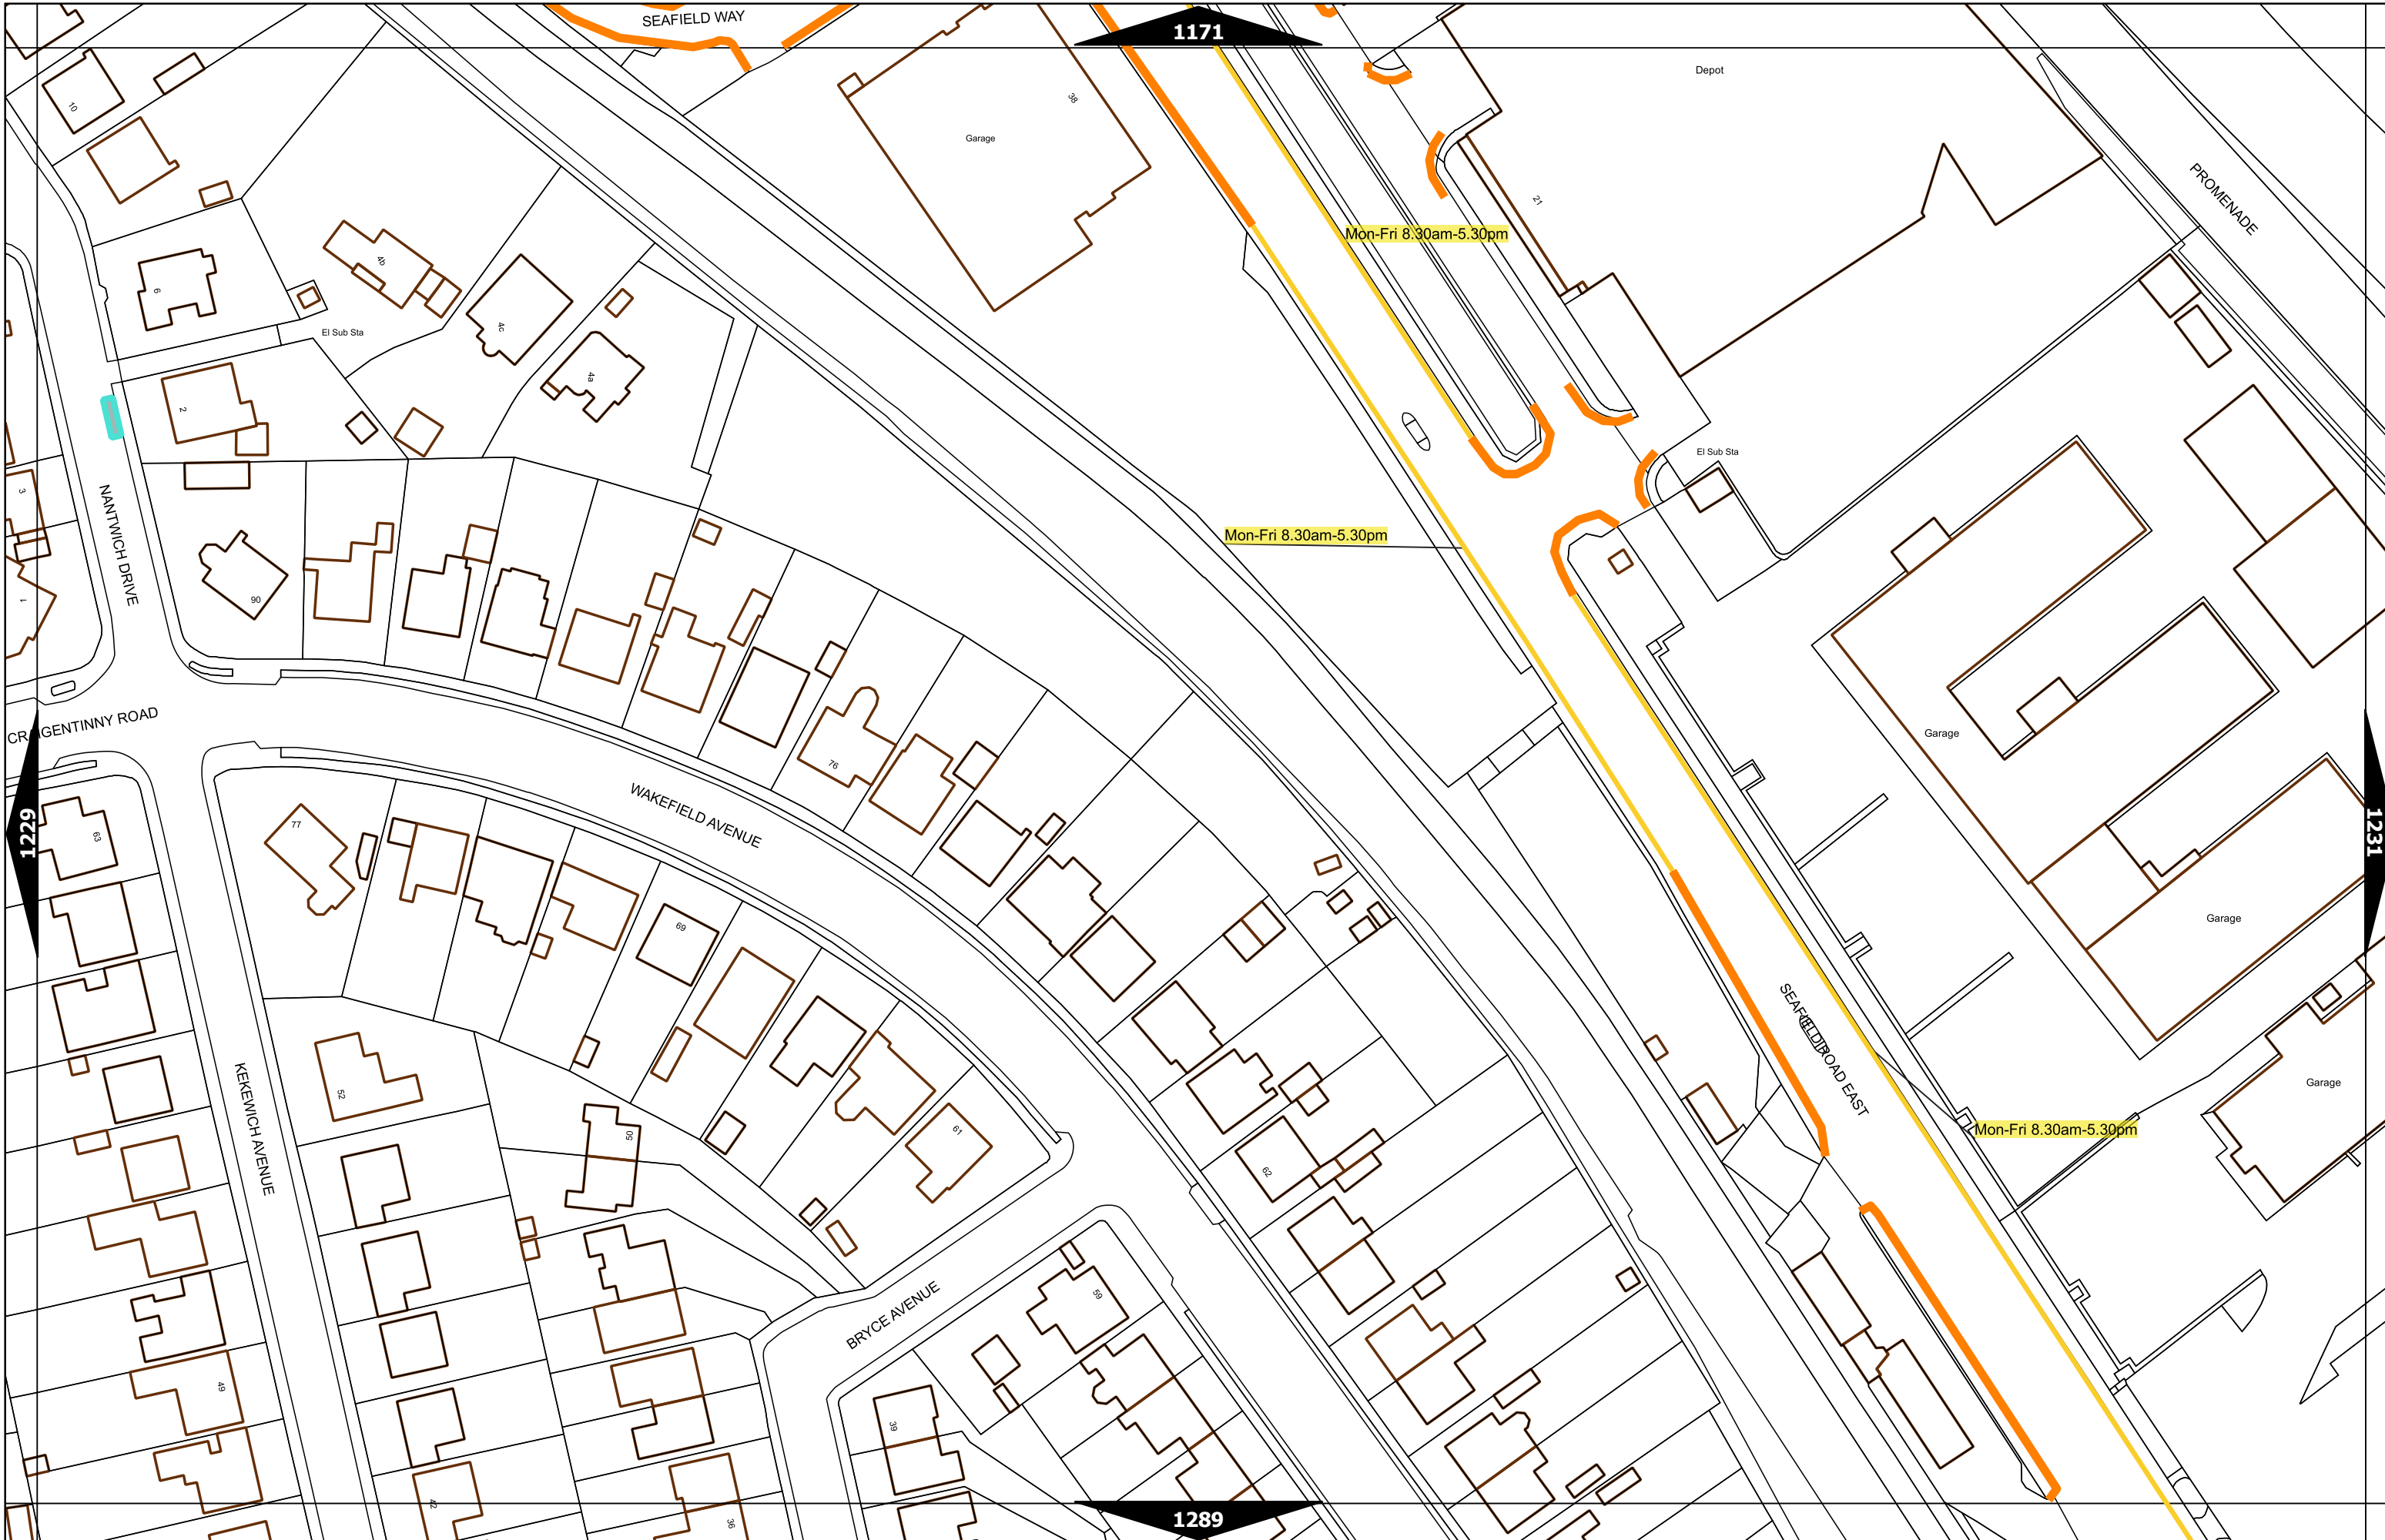 SEAFIELD WAY
1171
Depot
10
38
Garage
PROMENADE
21
Mon-Fri 8.30am-5.30pm
4b
6
El Sub Sta
4c
4a
2
El Sub Sta
3
NANTWICH DRIVE
Mon-Fri 8.30am-5.30pm
1
90
CRAIGENTINNY ROAD
Garage
76
WAKEFIELD AVENUE
77
63
1229
1231
69
Garage
SEAFIELD ROAD EAST
52
KEKEWICH AVENUE
Garage
50
61
Mon-Fri 8.30am-5.30pm
62
59
BRYCE AVENUE
49
39
42
36
1289